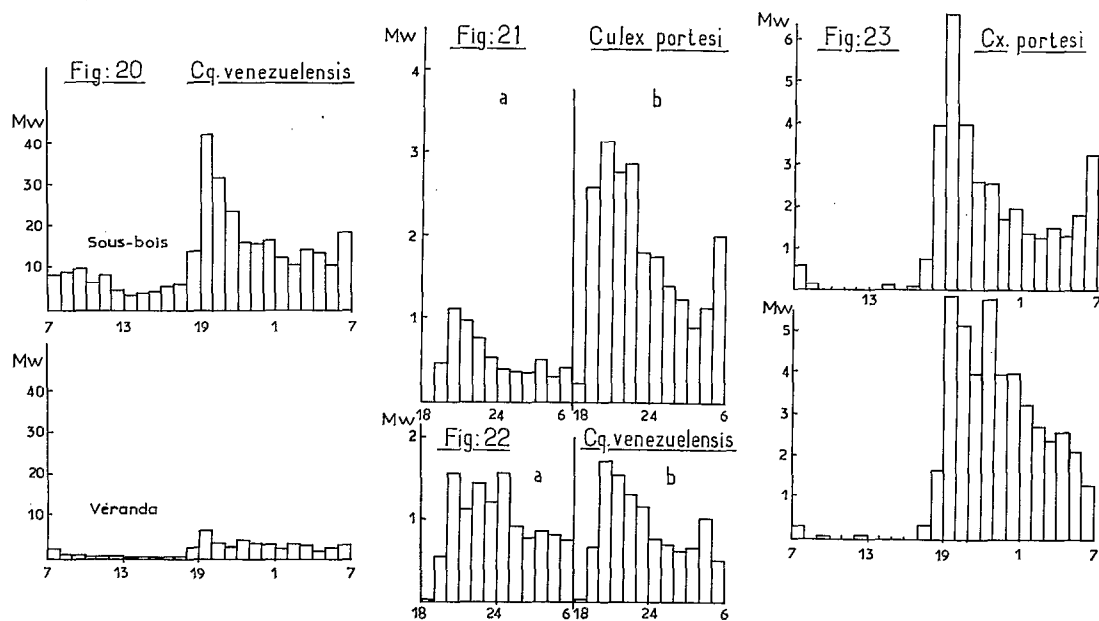 Fig:20 Cq.venezuelensis
Mw
40
30
20
10
Sous-bois
7 13 19 1 7
Mw
40
30
20
10
Véranda
7 13 19 1 7
Mw Fig:21 Culex portesi
4
3
2
1
a b
18 24 6 18 24 6
Mw Fig:22 Cq.venezuelensis
2
1
a b
18 24 6 18 24 6
Mw Fig:23 Cx. portesi
6
5
4
3
2
1
13 1 7
Mw
5
4
3
2
1
7 13 19 1 7